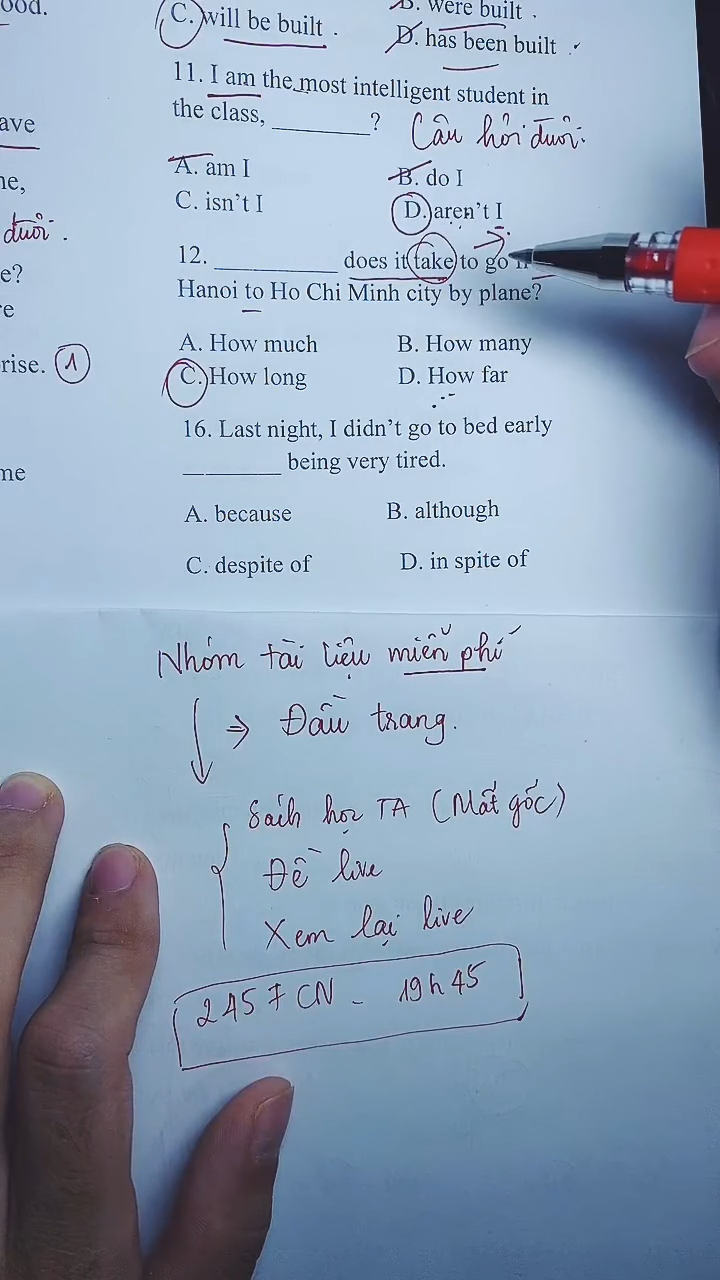 ood.
C. will be built .
B. were built .
D. has been built .
11. I am the most intelligent student in
the class, ________?
Câu hỏi đuôi:
A. am I
B. do I
C. isn't I
D. aren't I
12. __________ does it take to go
Hanoi to Ho Chi Minh city by plane?
A. How much
B. How many
C. How long
D. How far
16. Last night, I didn't go to bed early
________ being very tired.
A. because
B. although
C. despite of
D. in spite of
ave
ne,
đuôi .
e?
e
rise. 1
me
Nhóm tài liệu miễn phí
⇒ Đầu trang.
Sách học TA (Mất gốc)
Đề live
Xem lại live
2457CN - 19h45